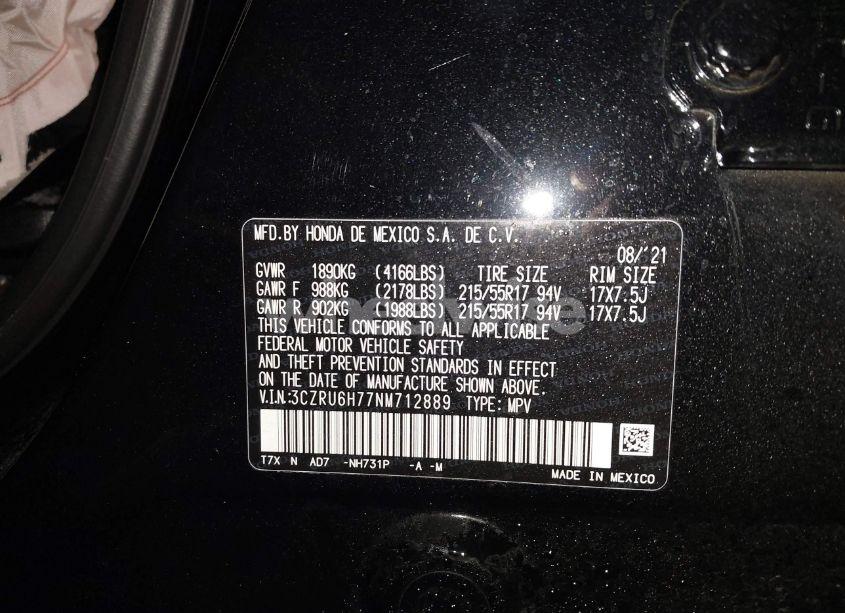 MFD.BY HONDA DE MEXICO S.A. DE C.V.
08/'21
GVWR 1890KG (4166LBS) TIRE SIZE RIM SIZE
GAWR F 988KG (2178LBS) 215/55R17 94V 17X7.5J
GAWR R 902KG (1988LBS) 215/55R17 94V 17X7.5J
THIS VEHICLE CONFORMS TO ALL APPLICABLE
FEDERAL MOTOR VEHICLE SAFETY
AND THEFT PREVENTION STANDARDS IN EFFECT
ON THE DATE OF MANUFACTURE SHOWN ABOVE.
V.I.N:3CZRU6H77NM712889 TYPE: MPV
T7X N AD7 -NH731P -A -M
MADE IN MEXICO